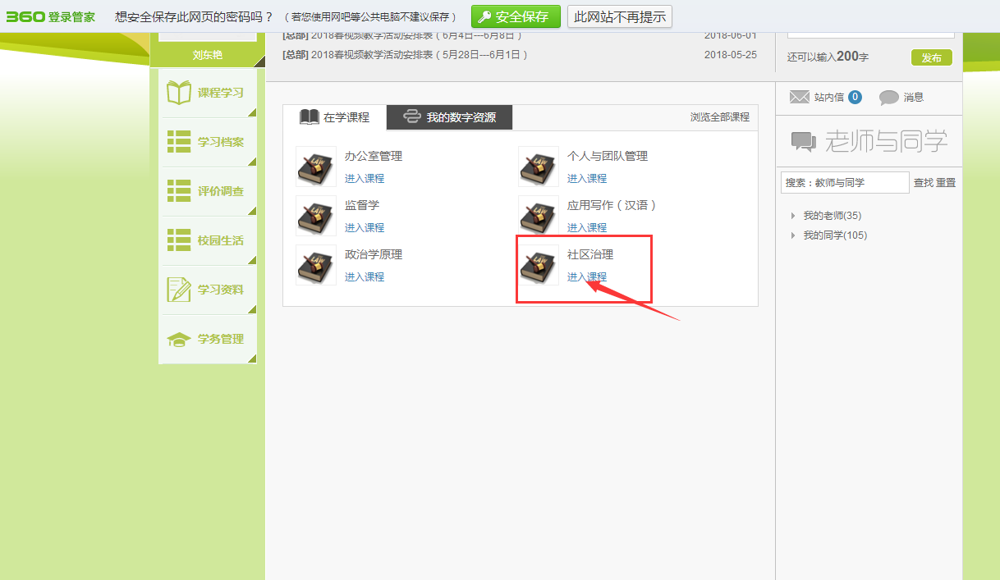 360登录管家 想安全保存此网页的密码吗？（若您使用网吧等公共电脑不建议保存） 安全保存 此网站不再提示
[总部] 2018春视频教学活动安排表（6月4日---6月8日） 2018-06-01
[总部] 2018春视频教学活动安排表（5月28日---6月1日） 2018-05-25
刘东艳
课程学习
学习档案
评价调查
校园生活
学习资料
学务管理
在学课程 我的数字资源 浏览全部课程
办公室管理
进入课程
个人与团队管理
进入课程
监督学
进入课程
应用写作（汉语）
进入课程
政治学原理
进入课程
社区治理
进入课程
还可以输入200字 发布
站内信 0 消息
老师与同学
搜索：教师与同学 查找 重置
我的老师(35)
我的同学(105)
LAW
LAW
LAW
LAW
LAW
LAW